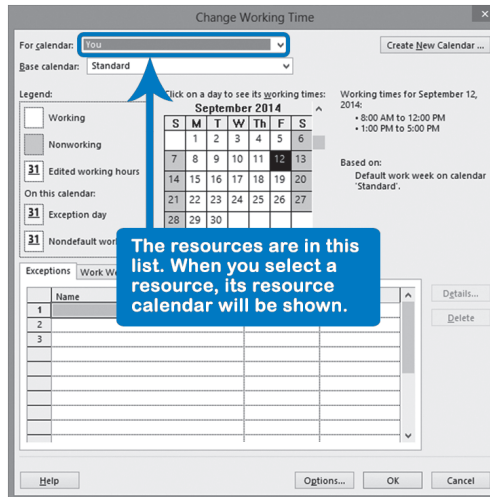 Change Working Time
For calendar: You
Create New Calendar ...
Base calendar: Standard
Legend:
Working
Nonworking
31 Edited working hours
On this calendar:
31 Exception day
31 Nondefault wor
Click on a day to see its working times:
September 2014
S M T W Th F S
1 2 3 4 5 6
7 8 9 10 11 12 13
14 15 16 17 18 19 20
21 22 23 24 25 26 27
28 29 30
Working times for September 12,
2014:
• 8:00 AM to 12:00 PM
• 1:00 PM to 5:00 PM
Based on:
Default work week on calendar
'Standard'.
The resources are in this
list. When you select a
resource, its resource
calendar will be shown.
Exceptions Work We
Name
1
2
3
Details...
Delete
Help
Options...
OK
Cancel